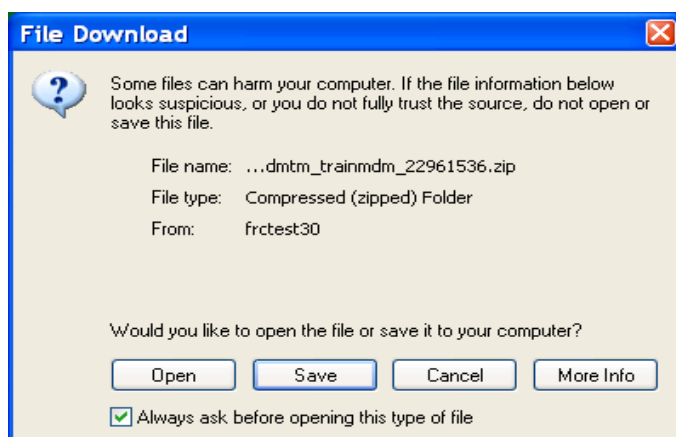 File Download
Some files can harm your computer. If the file information below
looks suspicious, or you do not fully trust the source, do not open or
save this file.
File name: ...dmtm_trainmdm_22961536.zip
File type: Compressed (zipped) Folder
From: frctest30
Would you like to open the file or save it to your computer?
Open Save Cancel More Info
Always ask before opening this type of file